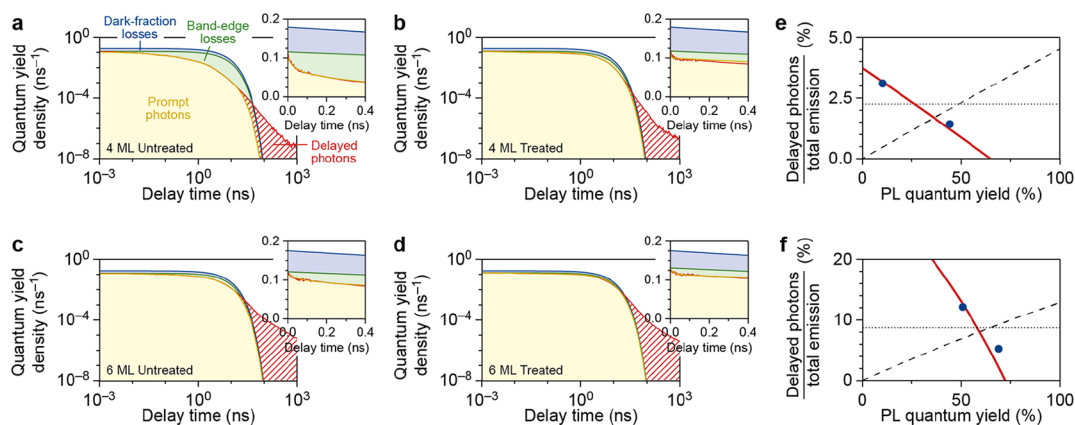 a
Dark-fraction
losses
Band-edge
losses
Quantum yield
density (ns⁻¹)
10⁰
10⁻⁴
10⁻⁸
Prompt
photons
4 ML Untreated
Delayed
photons
10⁻³
10⁰
10³
Delay time (ns)
0.2
0.1
0.0
0.0
0.4
Delay time (ns)
b
Quantum yield
density (ns⁻¹)
10⁰
10⁻⁴
10⁻⁸
4 ML Treated
10⁻³
10⁰
10³
Delay time (ns)
0.2
0.1
0.0
0.0
0.4
Delay time (ns)
e
Delayed photons
total emission
(%)
5.0
2.5
0.0
0
50
100
PL quantum yield (%)
c
Quantum yield
density (ns⁻¹)
10⁰
10⁻⁴
10⁻⁸
6 ML Untreated
10⁻³
10⁰
10³
Delay time (ns)
0.2
0.1
0.0
0.0
0.4
Delay time (ns)
d
Quantum yield
density (ns⁻¹)
10⁰
10⁻⁴
10⁻⁸
6 ML Treated
10⁻³
10⁰
10³
Delay time (ns)
0.2
0.1
0.0
0.0
0.4
Delay time (ns)
f
Delayed photons
total emission
(%)
20
10
0
0
50
100
PL quantum yield (%)